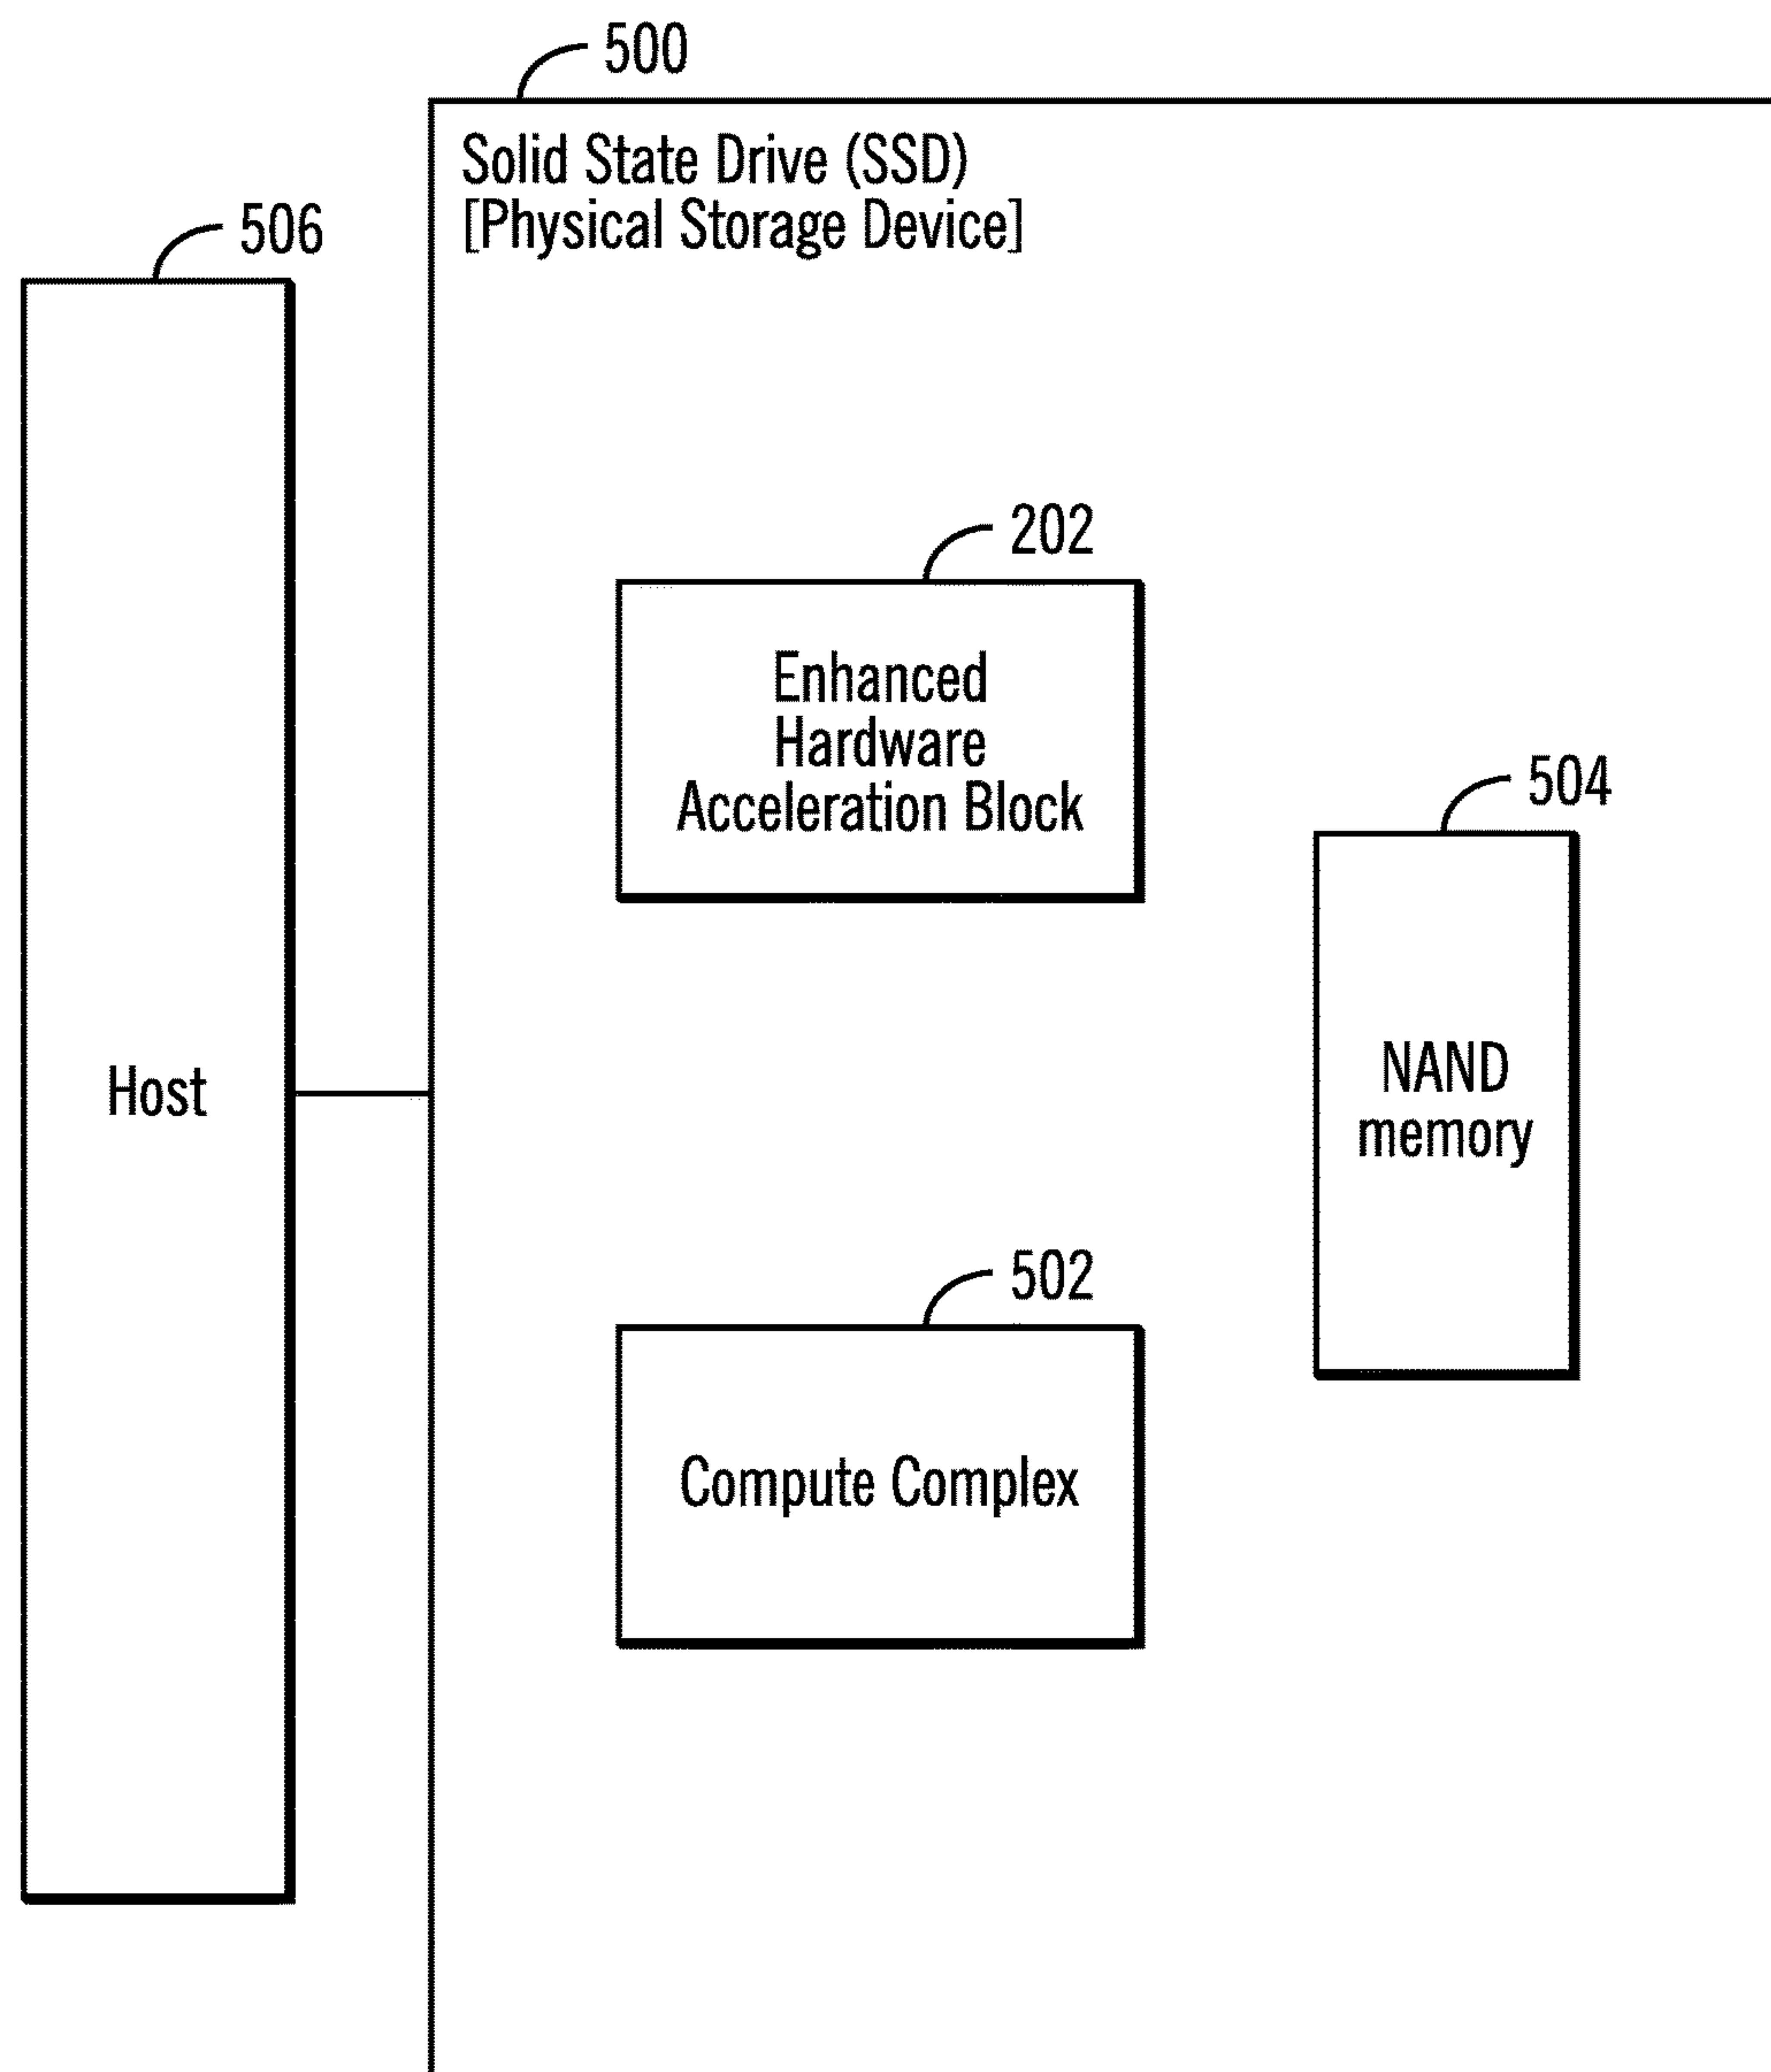 500
Solid State Drive (SSD)
[Physical Storage Device]
506
202
Enhanced
Hardware
Acceleration Block
504
NAND
memory
Host
502
Compute Complex